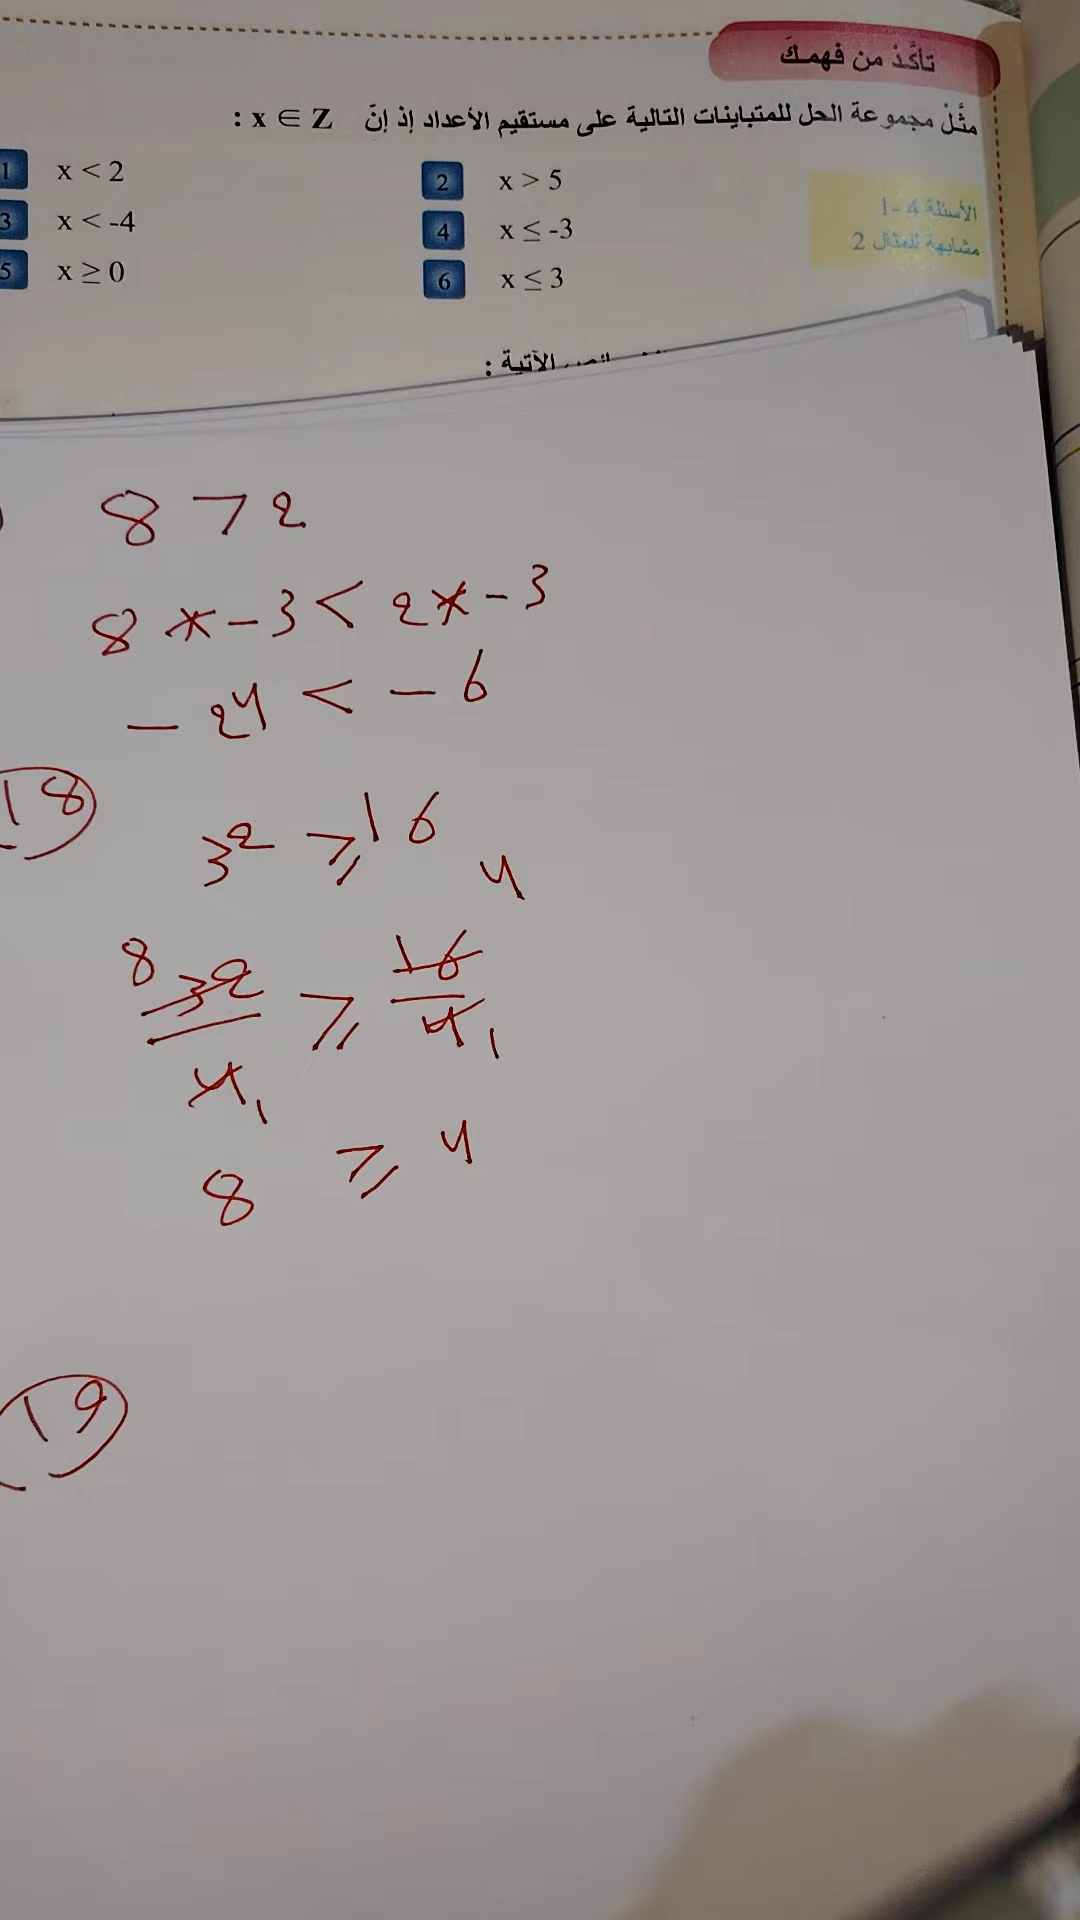 تأكَّدْ من فهمكَ
مثَّلْ مجموعة الحل للمتباينات التالية على مستقيم الأعداد إذ إنّ x ∈ Z :
1 x < 2 2 x > 5
الأسئلة 4 -1
3 x < -4 4 x ≤ -3
مشابهة للمثال 2
5 x ≥ 0 6 x ≤ 3
الآتية :
8 > 2
8 * - 3 < 2 * - 3
- 24 < - 6
18
32 ≥ 16
4
8 32 ≥ 16
4 1 4 1
8 ≥ 4
19